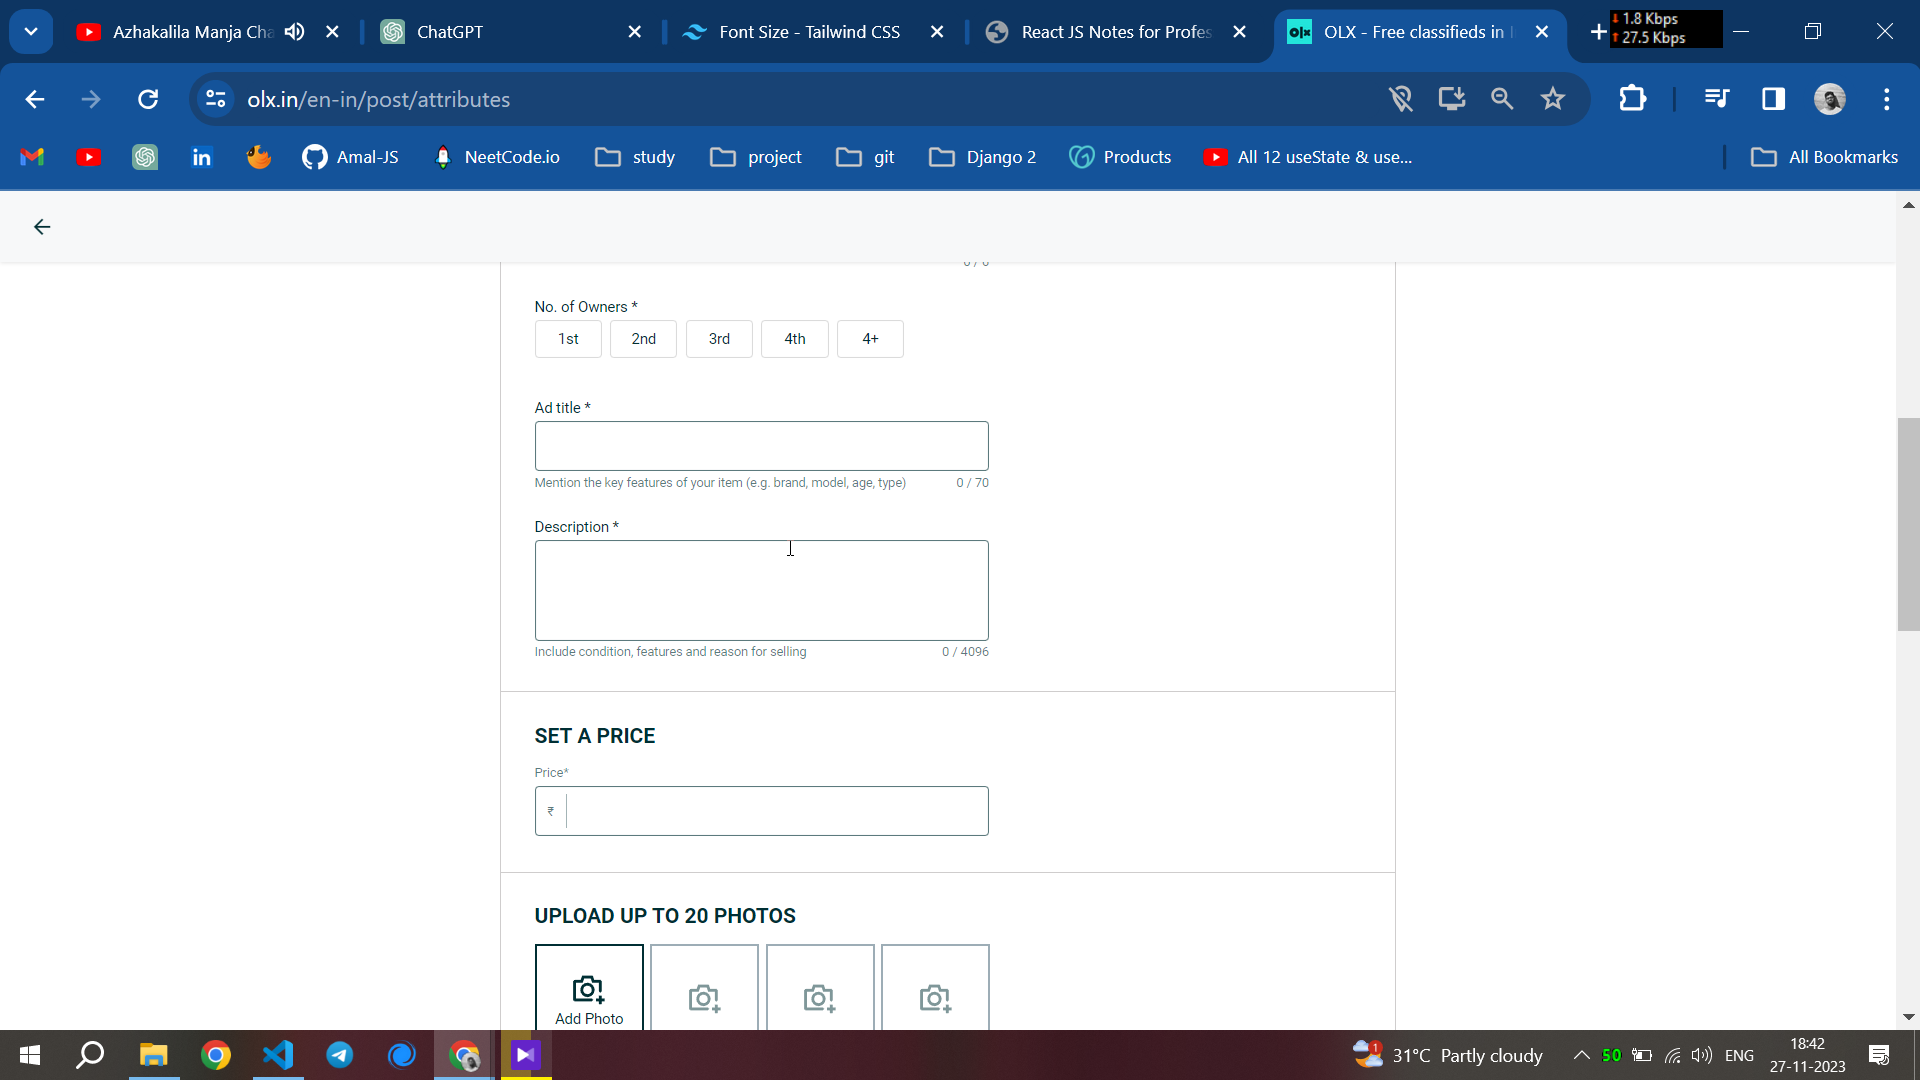 Azhakalila Manja Cha
ChatGPT
Font Size - Tailwind CSS
React JS Notes for Profes
olx
OLX - Free classifieds in I
1.8 Kbps
27.5 Kbps
olx.in/en-in/post/attributes
in
Amal-JS
NeetCode.io
study
project
git
Django 2
Products
All 12 useState & use...
All Bookmarks
No. of Owners *
1st
2nd
3rd
4th
4+
Ad title *
Mention the key features of your item (e.g. brand, model, age, type)
0 / 70
Description *
Include condition, features and reason for selling
0 / 4096
SET A PRICE
Price*
₹
UPLOAD UP TO 20 PHOTOS
Add Photo
1
31°C Partly cloudy
50
ENG
18:42
27-11-2023